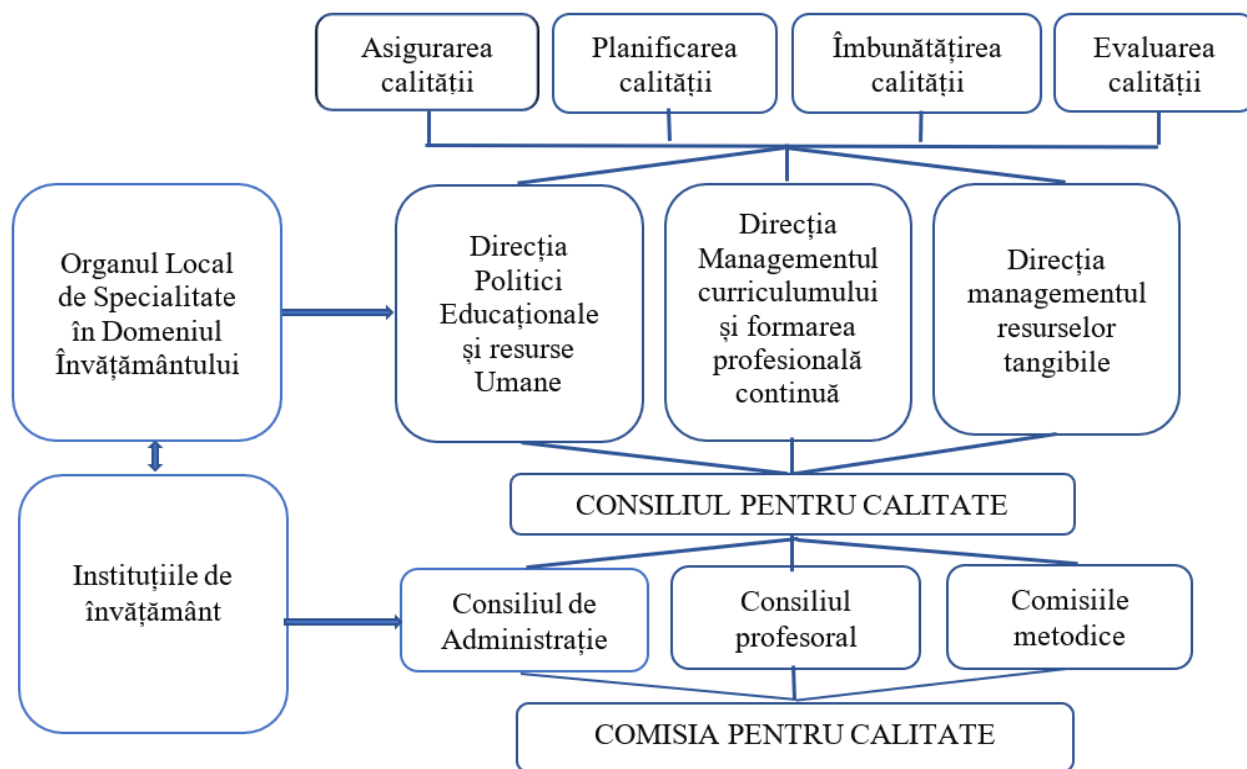 Asigurarea
calității
Planificarea
calității
Îmbunătățirea
calității
Evaluarea
calității
Organul Local
de Specialitate
în Domeniul
Învățământului
Direcția
Politici
Educaționale
și resurse
Umane
Direcția
Managementul
curriculumului
și formarea
profesională
continuă
Direcția
managementul
resurselor
tangibile
CONSILIUL PENTRU CALITATE
Instituțiile de
învățământ
Consiliul de
Administrație
Consiliul
profesoral
Comisiile
metodice
COMISIA PENTRU CALITATE